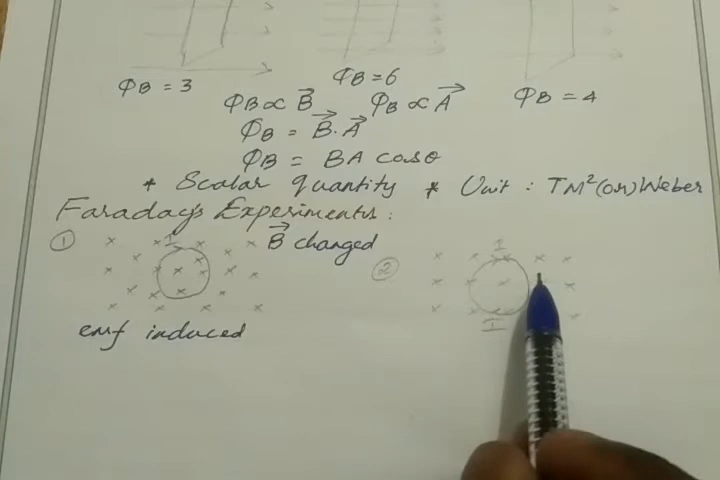 ΦB = 3
ΦB = 6
ΦB = 4
ΦB ∝ B⃗ ΦB ∝ A⃗
ΦB = B⃗ . A⃗
ΦB = BA cosθ
* Scalar quantity * Unit : TM²(or) Weber
Faraday's Experiments :
① I B⃗ changed
② I
I
emf induced